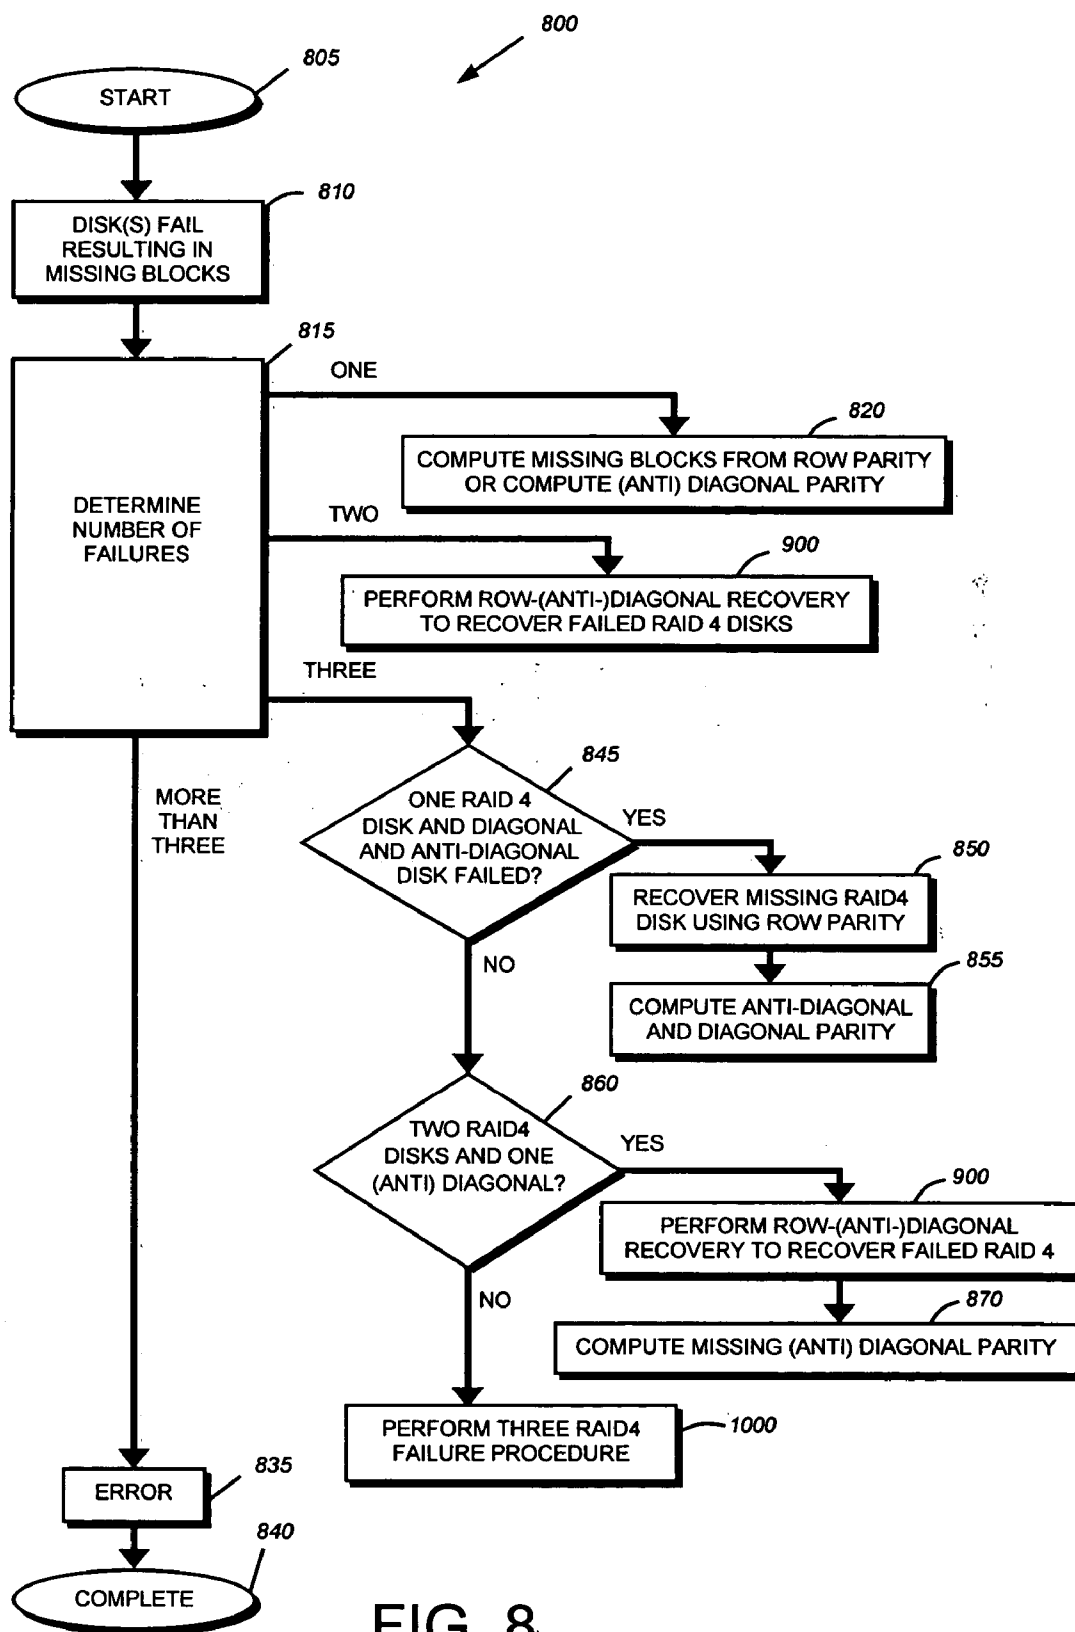 800
805
START
810
DISK(S) FAIL
RESULTING IN
MISSING BLOCKS
815
ONE
820
COMPUTE MISSING BLOCKS FROM ROW PARITY
OR COMPUTE (ANTI) DIAGONAL PARITY
DETERMINE
NUMBER OF
FAILURES
TWO
900
PERFORM ROW-(ANTI-)DIAGONAL RECOVERY
TO RECOVER FAILED RAID 4 DISKS
THREE
845
MORE
THAN
THREE
ONE RAID 4
DISK AND DIAGONAL
AND ANTI-DIAGONAL
DISK FAILED?
YES
850
RECOVER MISSING RAID4
DISK USING ROW PARITY
NO
855
COMPUTE ANTI-DIAGONAL
AND DIAGONAL PARITY
860
TWO RAID4
DISKS AND ONE
(ANTI) DIAGONAL?
YES
900
PERFORM ROW-(ANTI-)DIAGONAL
RECOVERY TO RECOVER FAILED RAID 4
NO
870
COMPUTE MISSING (ANTI) DIAGONAL PARITY
PERFORM THREE RAID4
FAILURE PROCEDURE
1000
835
ERROR
840
COMPLETE
FIG. 8